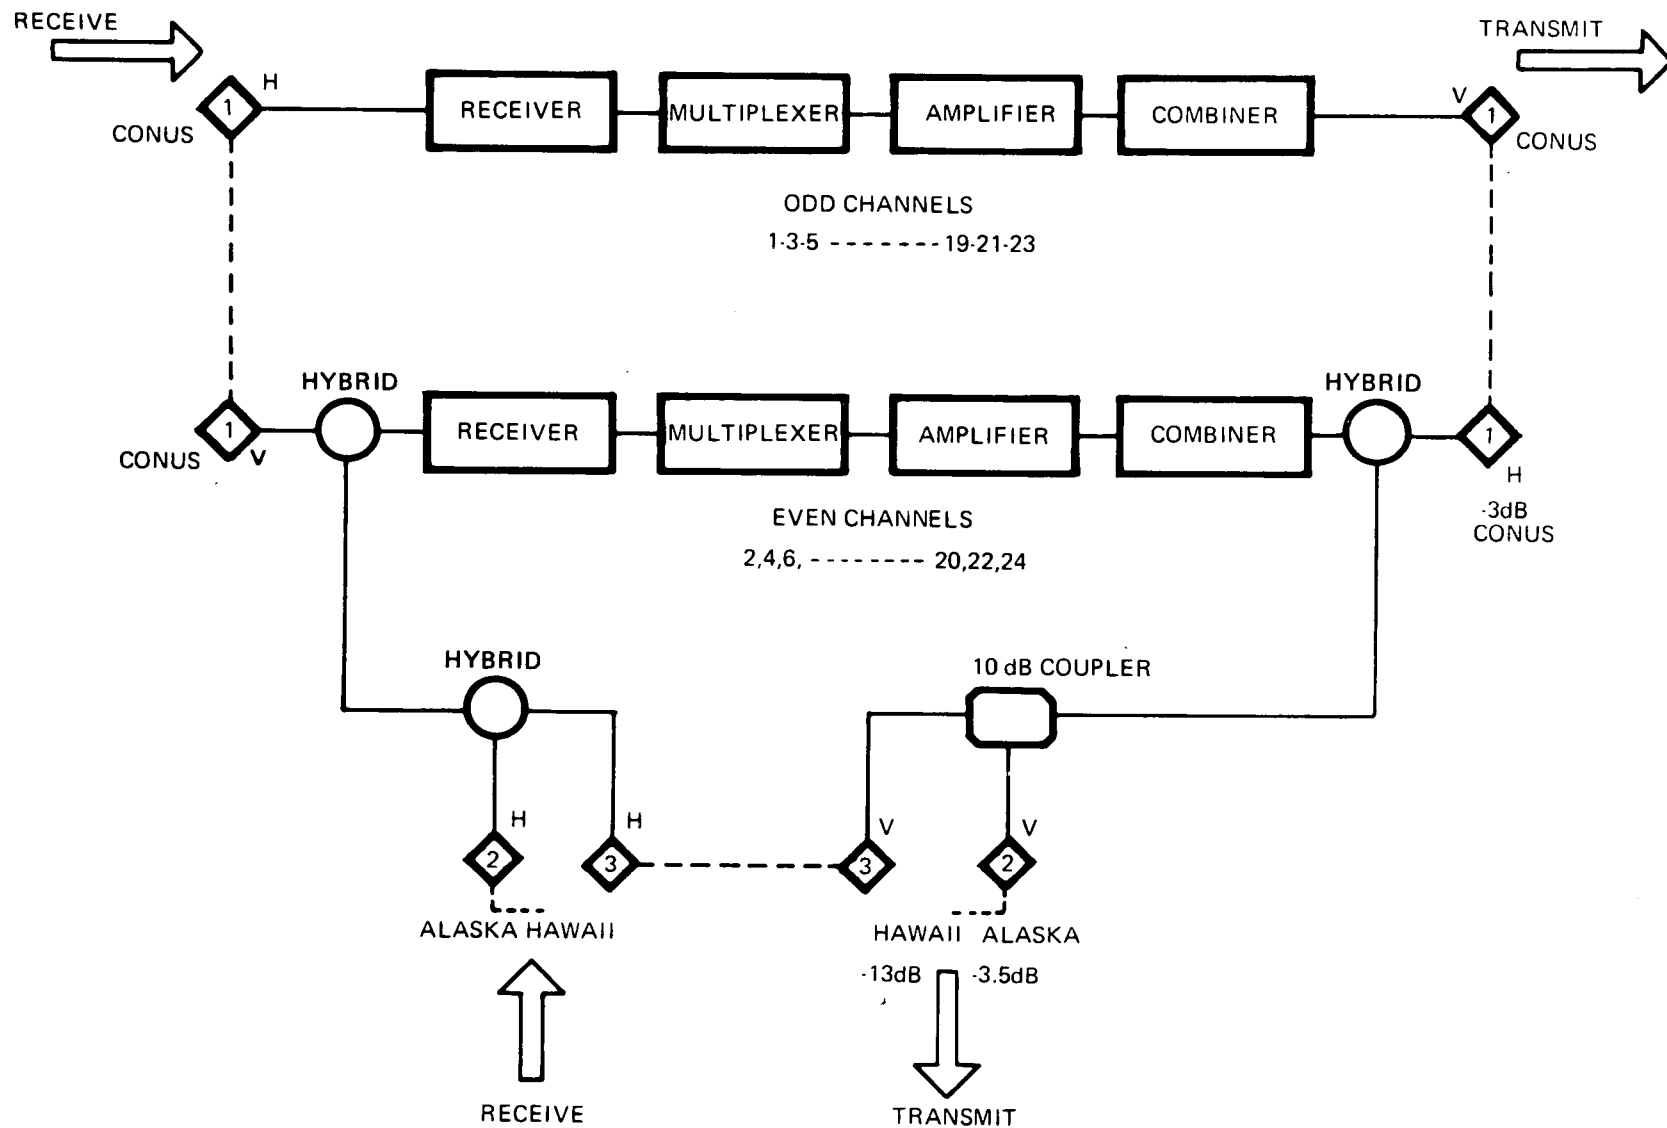 RECEIVE
TRANSMIT
1
H
CONUS
RECEIVER
MULTIPLEXER
AMPLIFIER
COMBINER
V
1
CONUS
ODD CHANNELS
1-3-5 - - - - - - - 19-21-23
HYBRID
HYBRID
1
V
CONUS
RECEIVER
MULTIPLEXER
AMPLIFIER
COMBINER
1
H
-3dB
CONUS
EVEN CHANNELS
2,4,6, - - - - - - - - 20,22,24
HYBRID
10 dB COUPLER
H
H
V
V
2
3
3
2
ALASKA HAWAII
HAWAII ALASKA
-13dB
-3.5dB
RECEIVE
TRANSMIT